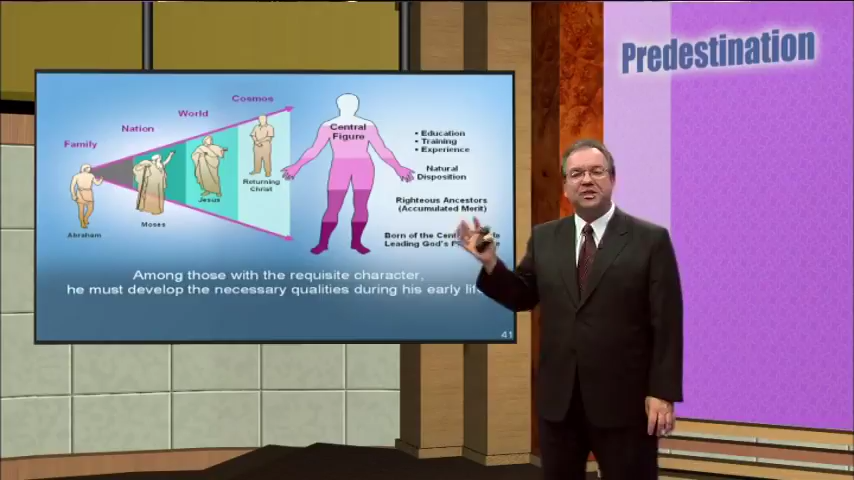 Predestination
Cosmos
World
Nation
Family
Central
Figure
• Education
• Training
• Experience
Natural
Disposition
Righteous Ancestors
(Accumulated Merit)
Born of the
Leading God's
Returning
Christ
Jesus
Moses
Abraham
Among those with the requisite character,
he must develop the necessary qualities during his early
41